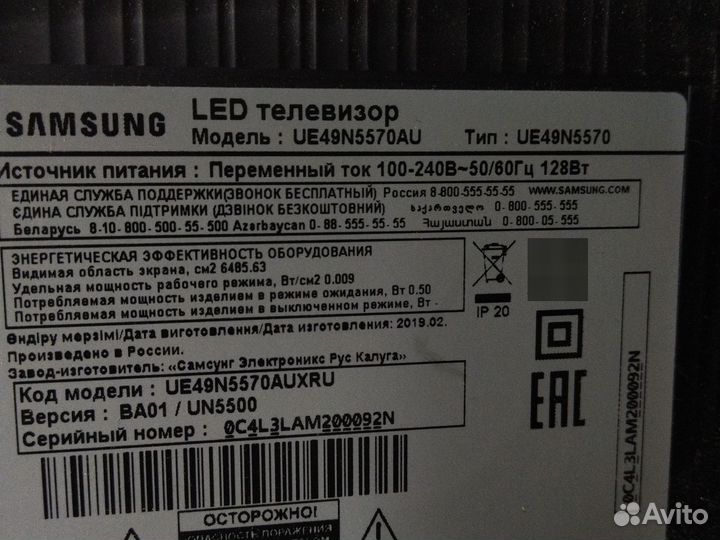 SAMSUNG
LED телевизор
Модель : UE49N5570AU Тип : UE49N5570
Источник питания : Переменный ток 100-240В~50/60Гц 128Вт
ЕДИНАЯ СЛУЖБА ПОДДЕРЖКИ(ЗВОНОК БЕСПЛАТНЫЙ) Россия 8-800-555-55-55 WWW.SAMSUNG.COM
ЄДИНА СЛУЖБА ПІДТРИМКИ (ДЗВІНОК БЕЗКОШТОВНИЙ) საქართველო 0-800-555-555
Беларусь 8-10-800-500-55-500 Azərbaycan 0-88-555-55-55 Հայաստան 0-800-05-555
ЭНЕРГЕТИЧЕСКАЯ ЭФФЕКТИВНОСТЬ ОБОРУДОВАНИЯ
Видимая область экрана, см2 6485.63
Удельная мощность рабочего режима, Вт/см2 0.009
Потребляемая мощность изделием в режиме ожидания, Вт 0.50
Потребляемая мощность изделием в выключенном режиме, Вт -
IP 20
Өндіру мерзімі/Дата виготовлення/Дата изготовления: 2019.02.
Произведено в России.
Завод-изготовитель: «Самсунг Электроникс Рус Калуга»
Код модели : UE49N5570AUXRU
Версия : BA01 / UN5500
Серийный номер : 0C4L3LAM200092N
EAC
0C4L3LAM200092N
ОСТОРОЖНО!
ОПАСНОСТЬ ПОРАЖЕНИЯ
Avito